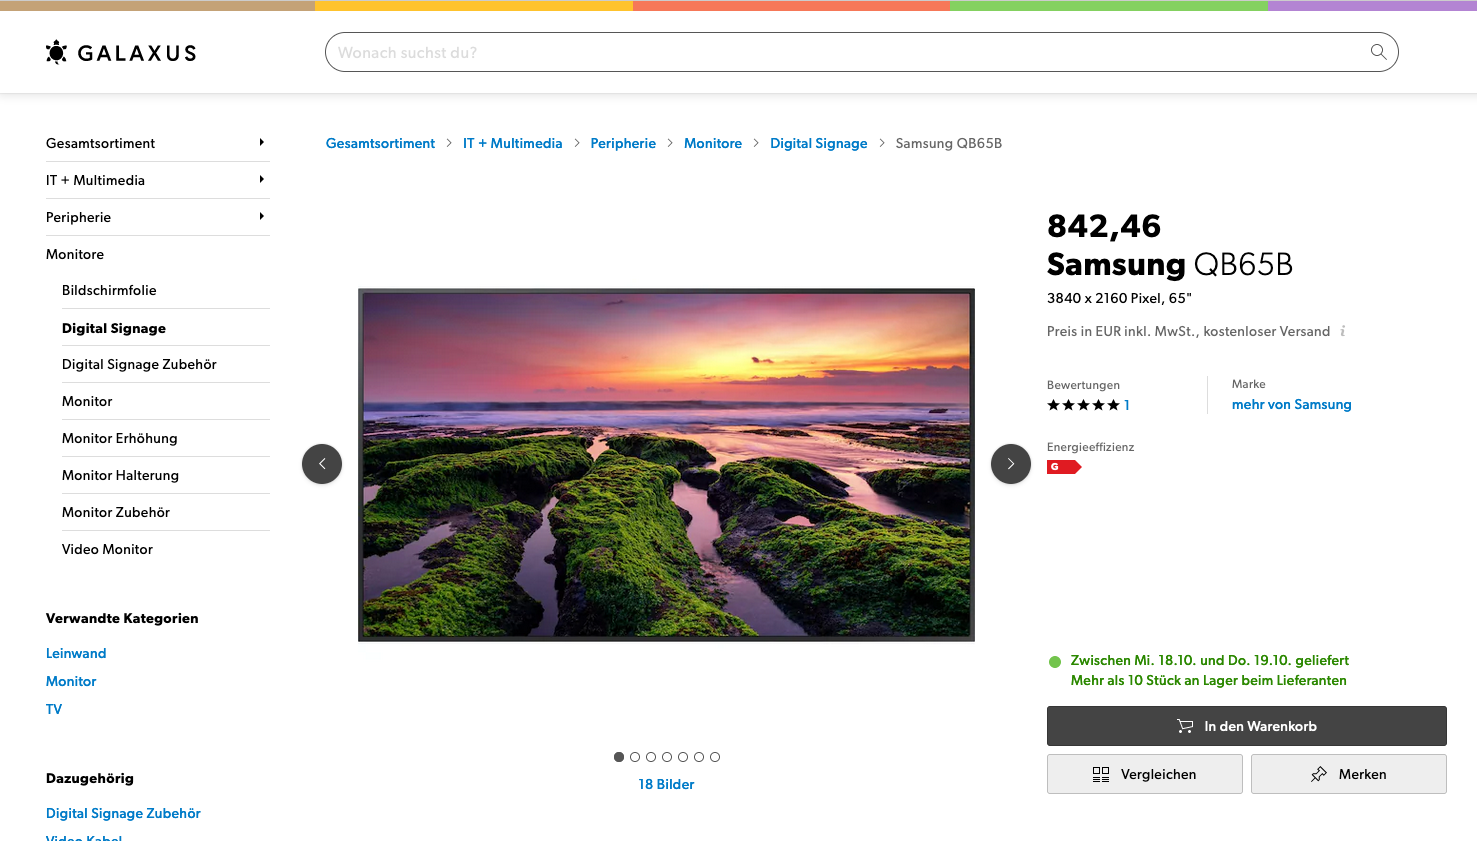 GALAXUS
Wonach suchst du?
Gesamtsortiment
IT + Multimedia
Peripherie
Monitore
Bildschirmfolie
Digital Signage
Digital Signage Zubehör
Monitor
Monitor Erhöhung
Monitor Halterung
Monitor Zubehör
Video Monitor
Verwandte Kategorien
Leinwand
Monitor
TV
Dazugehörig
Digital Signage Zubehör
Video Kabel
Gesamtsortiment > IT + Multimedia > Peripherie > Monitore > Digital Signage > Samsung QB65B
18 Bilder
842,46
Samsung QB65B
3840 x 2160 Pixel, 65"
Preis in EUR inkl. MwSt., kostenloser Versand i
Bewertungen
★★★★★ 1
Marke
mehr von Samsung
Energieeffizienz
G
Zwischen Mi. 18.10. und Do. 19.10. geliefert
Mehr als 10 Stück an Lager beim Lieferanten
In den Warenkorb
Vergleichen
Merken